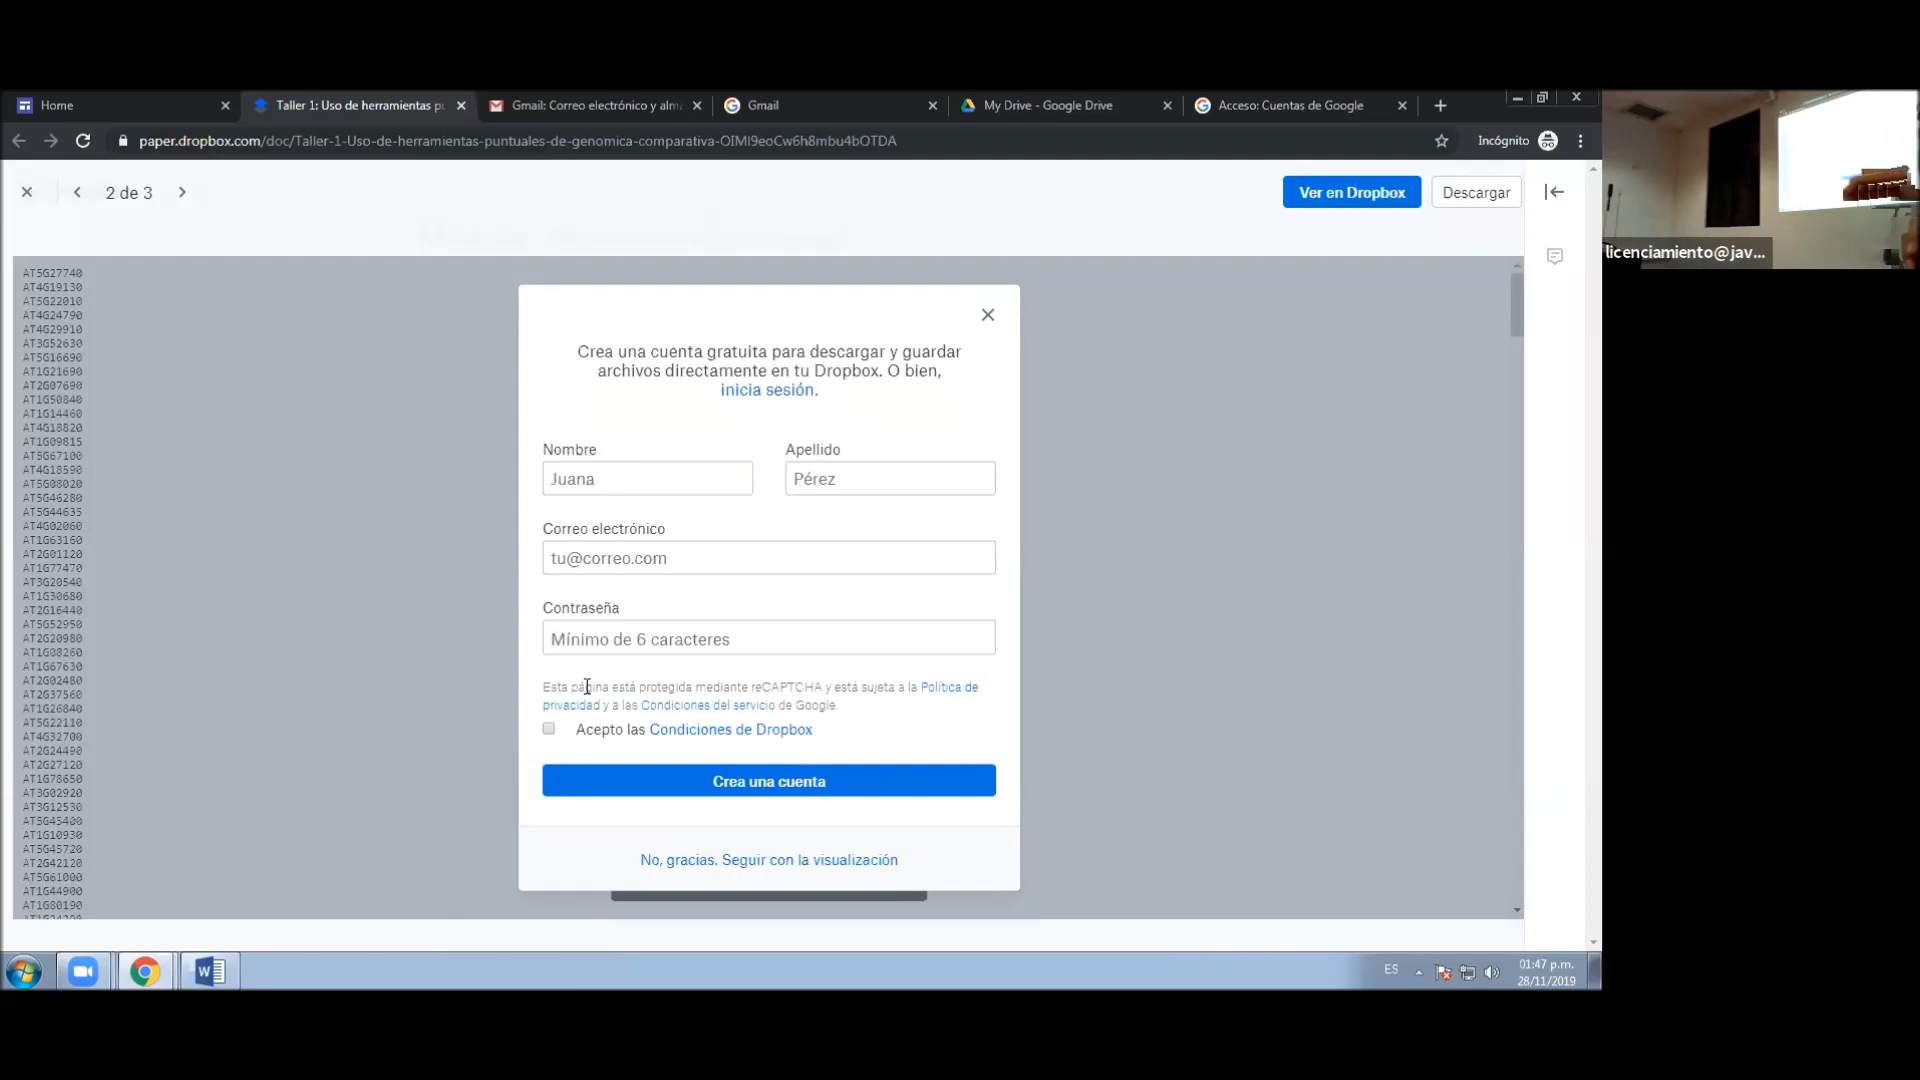 Home
Taller 1: Uso de herramientas pu
Gmail: Correo electrónico y alm
Gmail
My Drive - Google Drive
Acceso: Cuentas de Google
paper.dropbox.com/doc/Taller-1-Uso-de-herramientas-puntuales-de-genomica-comparativa-OIMI9eoCw6h8mbu4bOTDA
Incógnito
2 de 3
Ver en Dropbox
Descargar
licenciamiento@jav...
AT5G27740
AT4G19130
AT5G22010
AT4G24790
AT4G29910
AT3G52630
AT5G16690
AT1G21690
AT2G07690
AT1G50840
AT1G14460
AT4G18820
AT1G09815
AT5G67100
AT4G18590
AT5G08020
AT5G46280
AT5G44635
AT4G02060
AT1G63160
AT2G01120
AT1G77470
AT3G20540
AT1G30680
AT2G16440
AT5G52950
AT2G20980
AT1G08260
AT1G67630
AT2G02480
AT2G37560
AT1G26840
AT5G22110
AT4G32700
AT2G24490
AT2G27120
AT1G78650
AT3G02920
AT3G12530
AT5G45400
AT1G10930
AT5G45720
AT2G42120
AT5G61000
AT1G44900
AT1G80190
Crea una cuenta gratuita para descargar y guardar
archivos directamente en tu Dropbox. O bien,
inicia sesión.
Nombre
Apellido
Juana
Pérez
Correo electrónico
tu@correo.com
Contraseña
Mínimo de 6 caracteres
Esta página está protegida mediante reCAPTCHA y está sujeta a la Política de
privacidad y a las Condiciones del servicio de Google.
Acepto las Condiciones de Dropbox
Crea una cuenta
No, gracias. Seguir con la visualización
ES
01:47 p.m.
28/11/2019